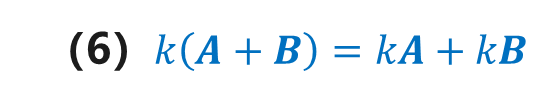 (6) k(A + B) = kA + kB